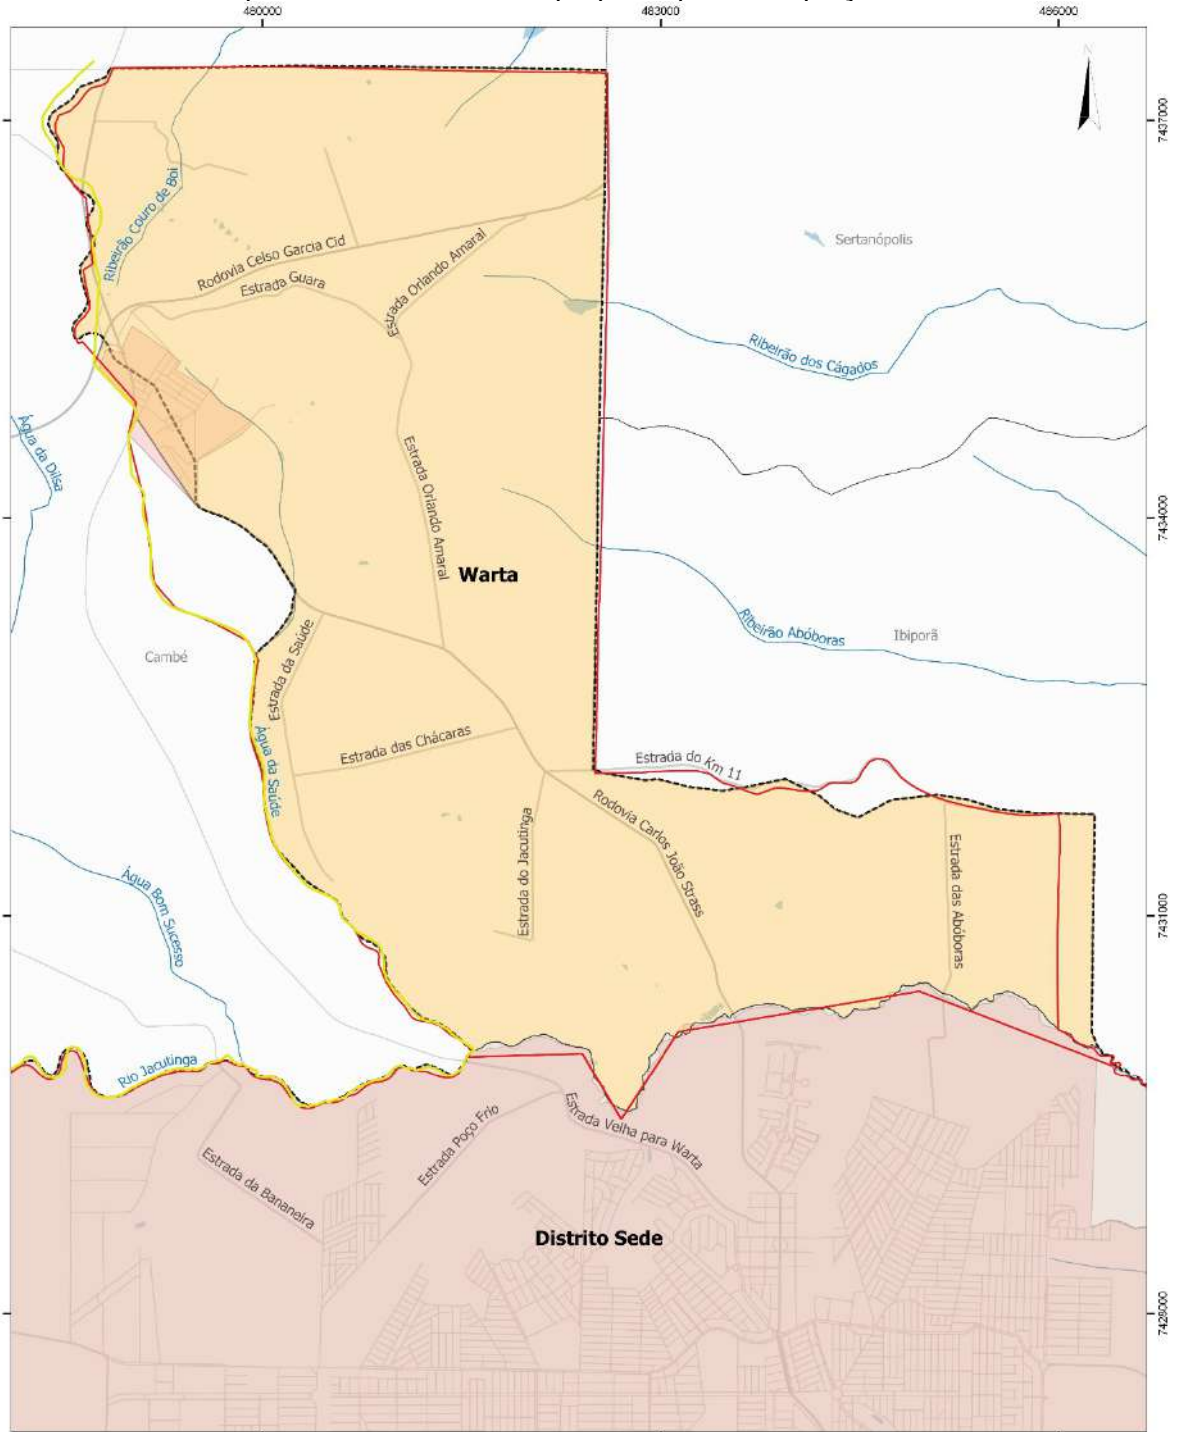 480000
483000
486000
N
7437000
Ribeirão Couro de Boi
Rodovia Celso Garcia Cid
Estrada Guara
Estrada Orlando Amaral
Sertanópolis
Ribeirão dos Cágados
Água da Dilsa
Estrada Orlando Amaral
7434000
Warta
Ribeirão Abóboras
Ibiporã
Cambé
Estrada da Saúde
Água da Saúde
Estrada das Chácaras
Estrada do Km 11
Rodovia Carlos João Strass
Estrada do Jacutinga
Estrada das Abóboras
Água Bom Sucesso
7431000
Rio Jacutinga
Estrada Poço Frio
Estrada Velha para Warta
Estrada da Bananeira
Distrito Sede
7428000